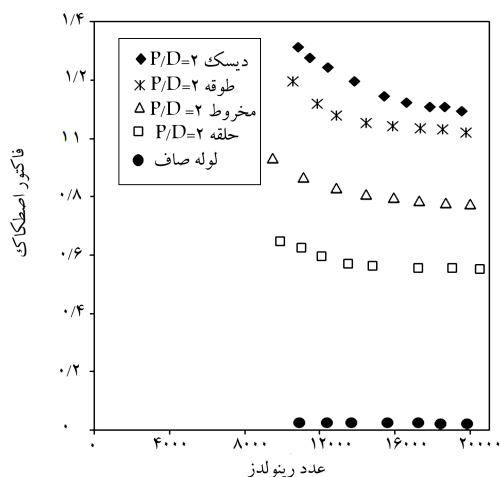 ۱/۴
۱/۲
۱۱
۰/۸
۰/۶
۰/۴
۰/۲
۰
فاکتور اصطکاک
دیسک P/D=۲
طوقه P/D=۲
مخروط P/D=۲
حلقه P/D=۲
لوله صاف
۰ ۴۰۰۰ ۸۰۰۰ ۱۲۰۰۰ ۱۶۰۰۰ ۲۰۰۰۰
عدد رینولدز